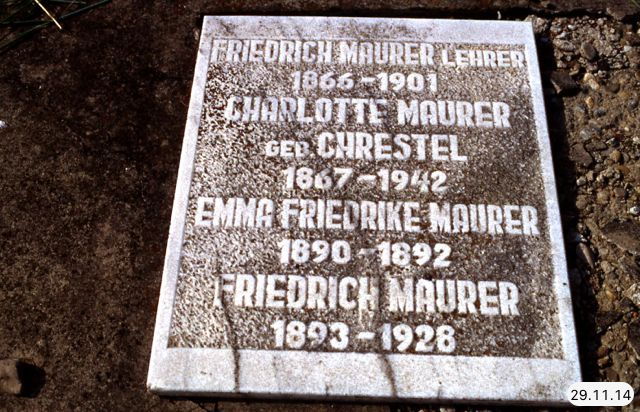 FRIEDRICH MAURER LEHRER
1866-1901
CHARLOTTE MAURER
GEB CHRESTEL
1867-1942
EMMA FRIEDRIKE MAURER
1890-1892
FRIEDRICH MAURER
1893-1928
29.11.14